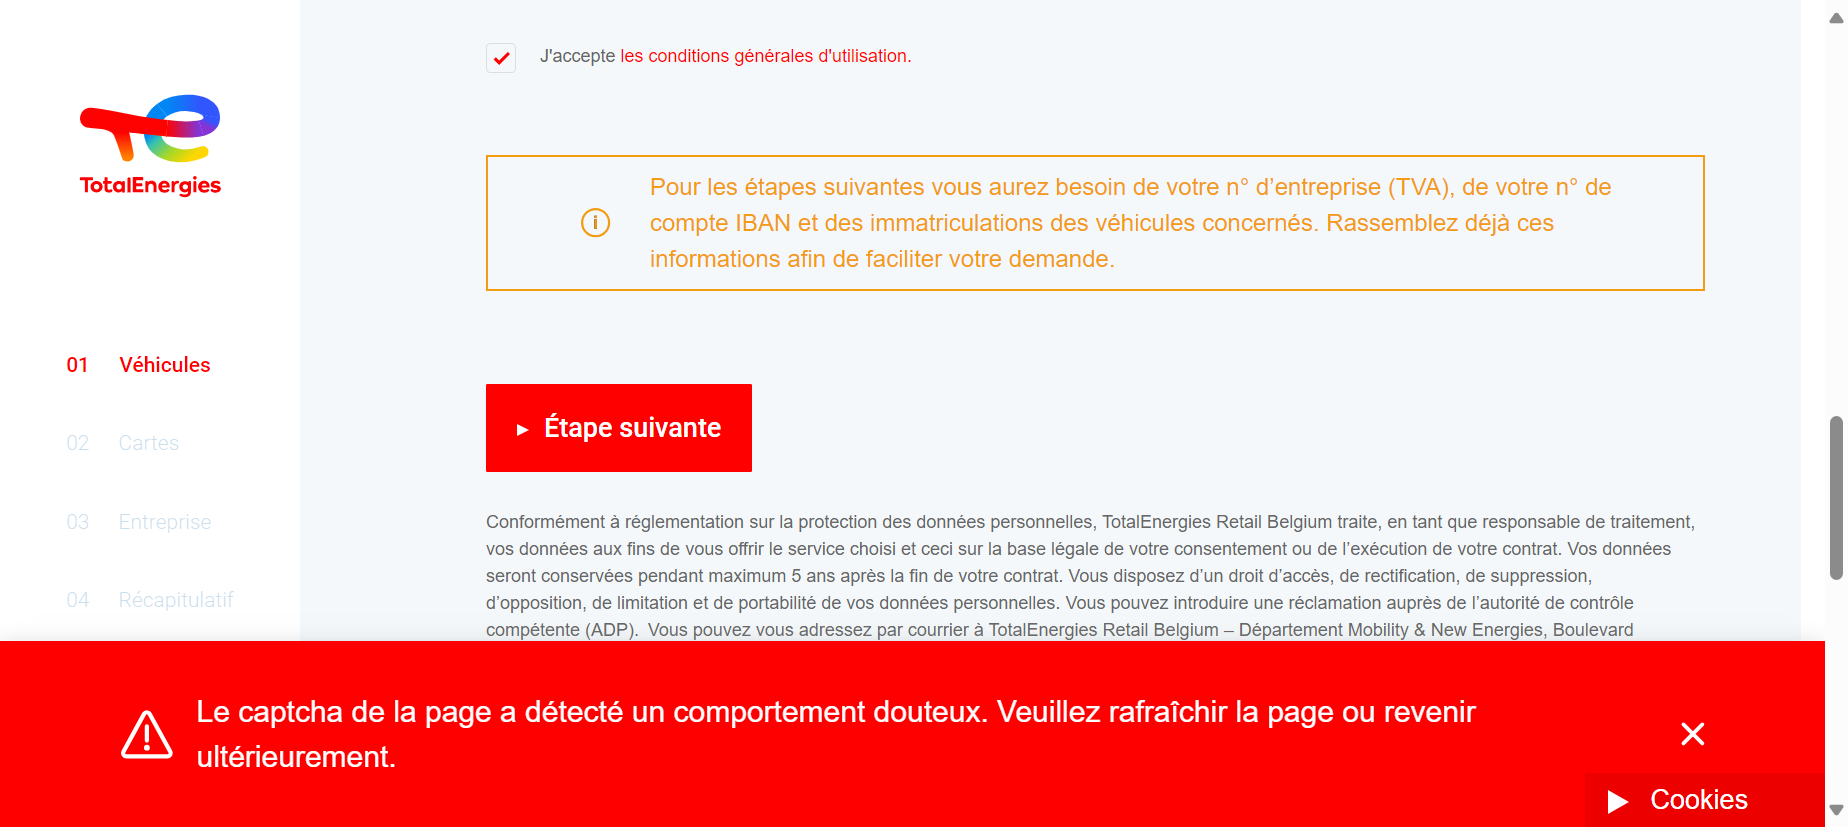 J'accepte les conditions générales d'utilisation.
TotalEnergies
Pour les étapes suivantes vous aurez besoin de votre n° d’entreprise (TVA), de votre n° de
compte IBAN et des immatriculations des véhicules concernés. Rassemblez déjà ces
informations afin de faciliter votre demande.
01 Véhicules
02 Cartes
03 Entreprise
04 Récapitulatif
Étape suivante
Conformément à réglementation sur la protection des données personnelles, TotalEnergies Retail Belgium traite, en tant que responsable de traitement,
vos données aux fins de vous offrir le service choisi et ceci sur la base légale de votre consentement ou de l’exécution de votre contrat. Vos données
seront conservées pendant maximum 5 ans après la fin de votre contrat. Vous disposez d’un droit d’accès, de rectification, de suppression,
d’opposition, de limitation et de portabilité de vos données personnelles. Vous pouvez introduire une réclamation auprès de l’autorité de contrôle
compétente (ADP).  Vous pouvez vous adressez par courrier à TotalEnergies Retail Belgium – Département Mobility & New Energies, Boulevard
Le captcha de la page a détecté un comportement douteux. Veuillez rafraîchir la page ou revenir
ultérieurement.
Cookies